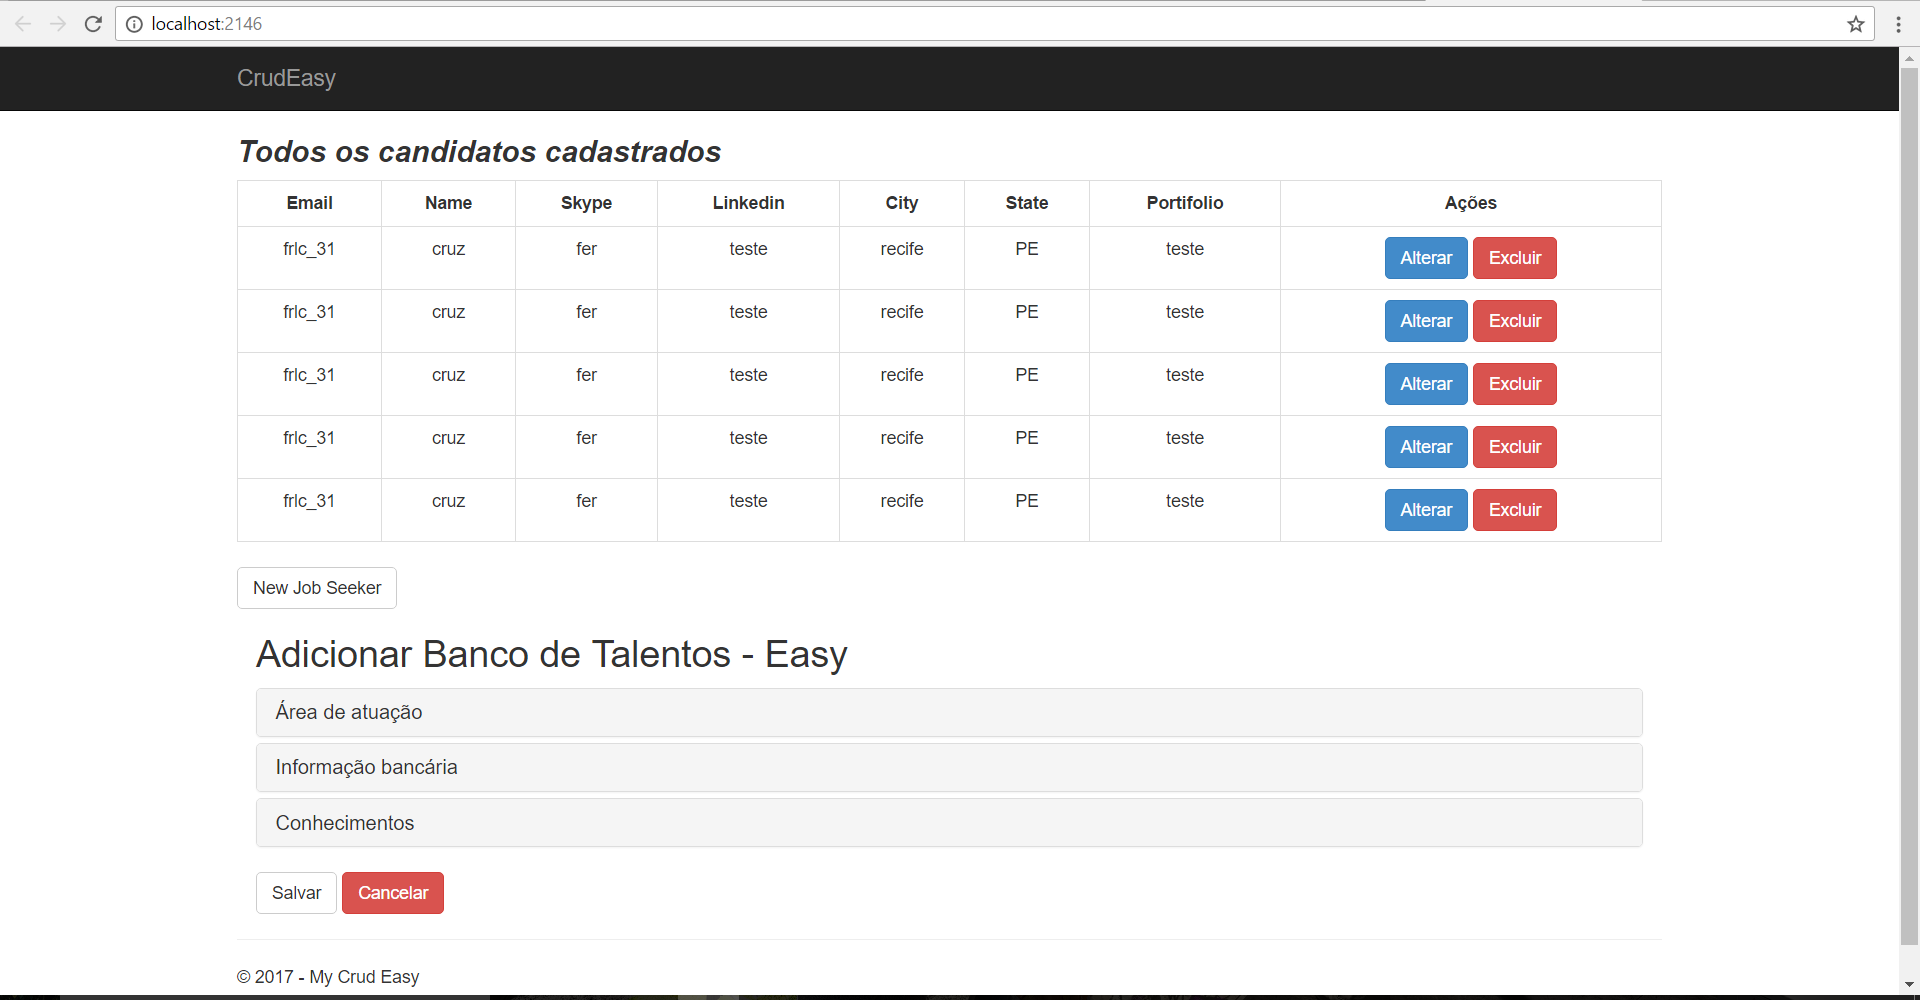 localhost:2146
CrudEasy
Todos os candidatos cadastrados
Email Name Skype Linkedin City State Portifolio Ações
frlc_31 cruz fer teste recife PE teste Alterar Excluir
frlc_31 cruz fer teste recife PE teste Alterar Excluir
frlc_31 cruz fer teste recife PE teste Alterar Excluir
frlc_31 cruz fer teste recife PE teste Alterar Excluir
frlc_31 cruz fer teste recife PE teste Alterar Excluir
New Job Seeker
Adicionar Banco de Talentos - Easy
Área de atuação
Informação bancária
Conhecimentos
Salvar Cancelar
© 2017 - My Crud Easy